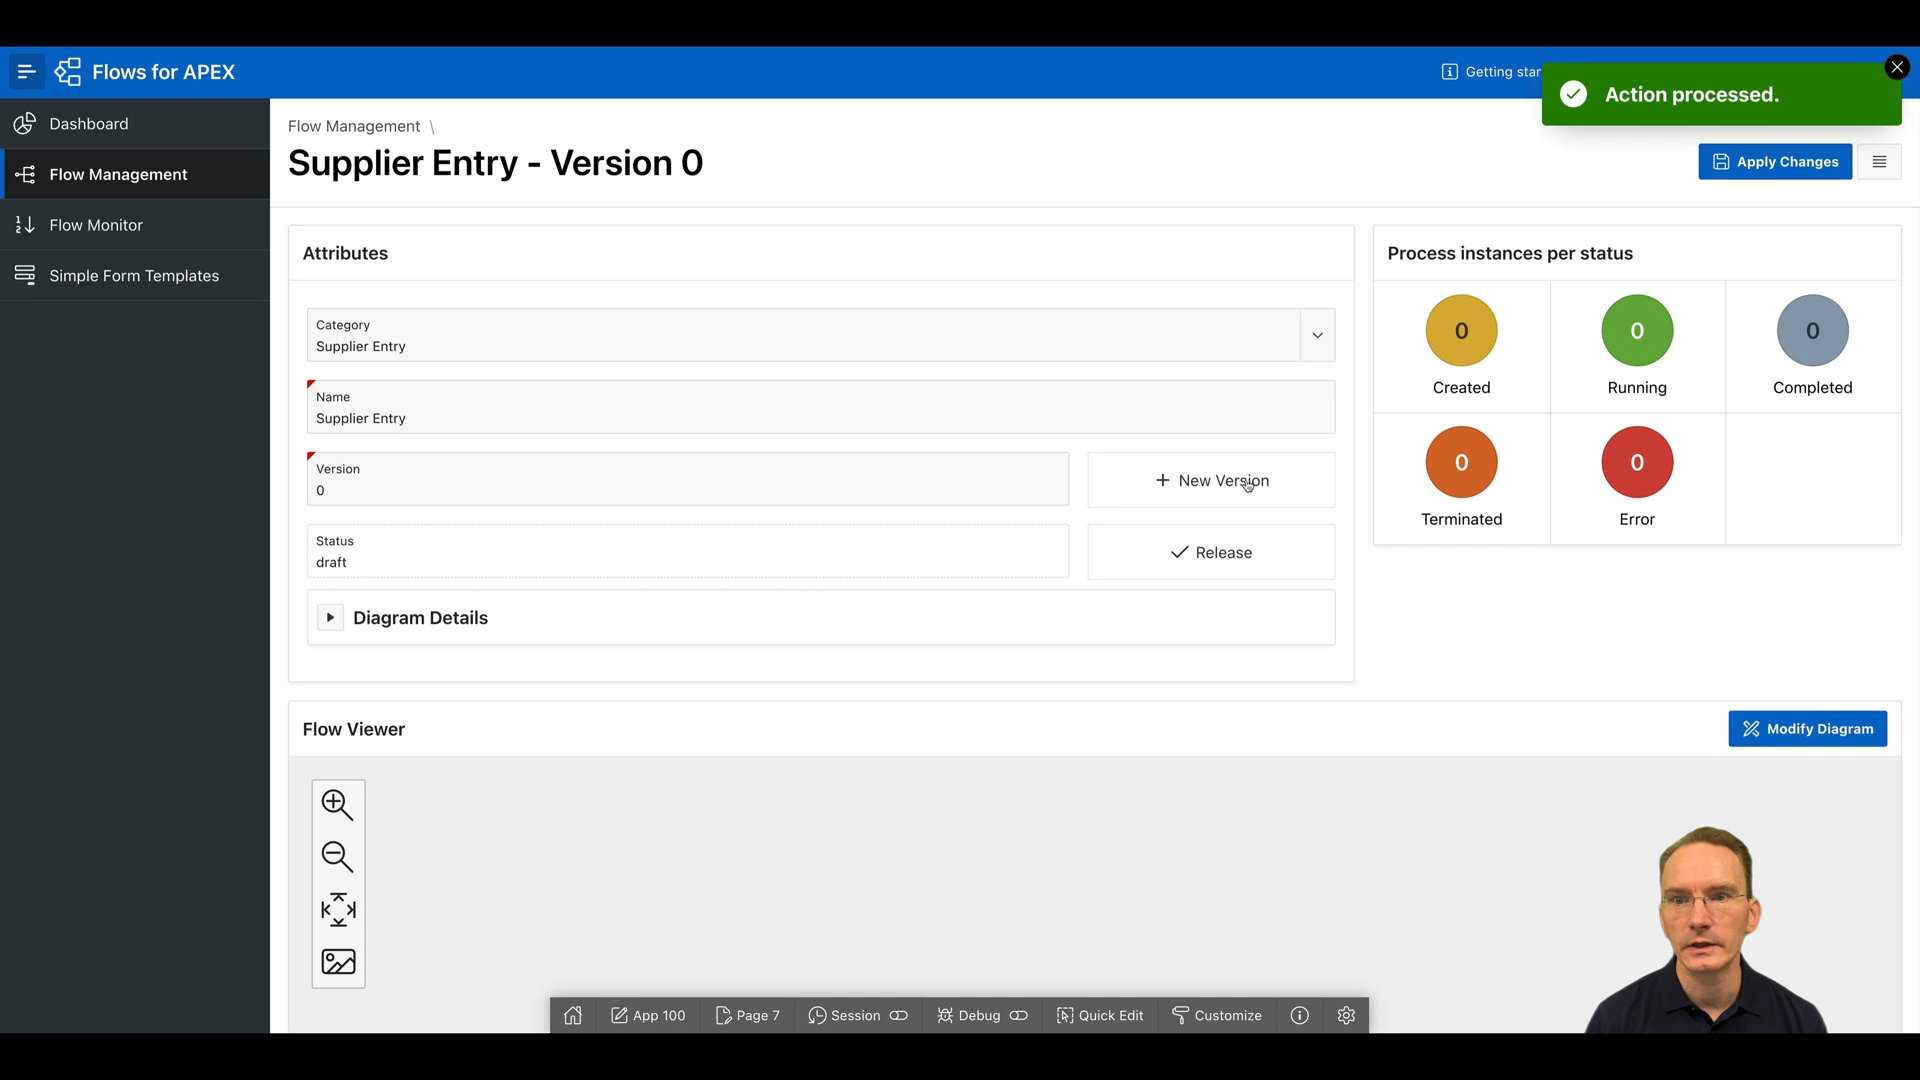 Flows for APEX
Getting star
Action processed.
Dashboard
Flow Management
Flow Monitor
Simple Form Templates
Flow Management \
Supplier Entry - Version 0
Apply Changes
Attributes
Category
Supplier Entry
Name
Supplier Entry
Version
0
+ New Version
Status
draft
Release
Diagram Details
Process instances per status
0
Created
0
Running
0
Completed
0
Terminated
0
Error
Flow Viewer
Modify Diagram
App 100
Page 7
Session
Debug
Quick Edit
Customize